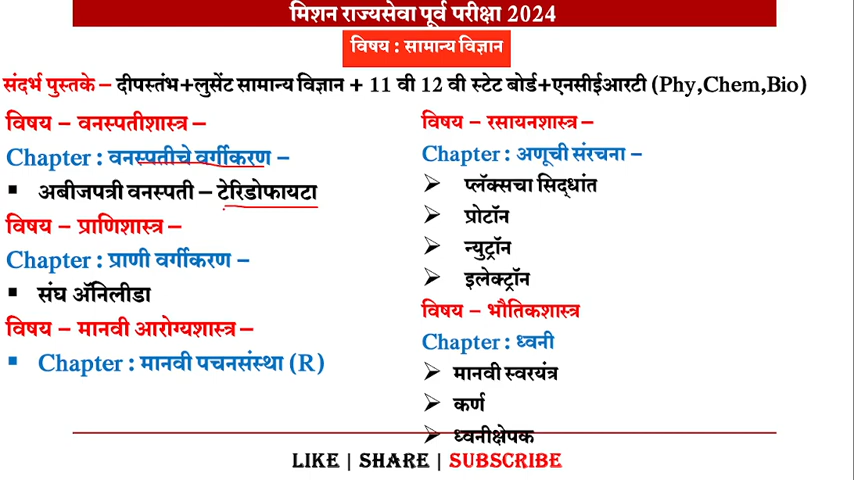 मिशन राज्यसेवा पूर्व परीक्षा 2024
विषय : सामान्य विज्ञान
संदर्भ पुस्तके – दीपस्तंभ+लुसेंट सामान्य विज्ञान + 11 वी 12 वी स्टेट बोर्ड+एनसीईआरटी (Phy,Chem,Bio)
विषय – वनस्पतीशास्त्र –
Chapter : वनस्पतीचे वर्गीकरण –
▪ अबीजपत्री वनस्पती – टेरिडोफायटा
विषय – प्राणिशास्त्र –
Chapter : प्राणी वर्गीकरण –
▪ संघ ॲनिलीडा
विषय – मानवी आरोग्यशास्त्र –
▪ Chapter : मानवी पचनसंस्था (R)
विषय – रसायनशास्त्र –
Chapter : अणूची संरचना –
➢ प्लॅक्सचा सिद्धांत
➢ प्रोटॉन
➢ न्युट्रॉन
➢ इलेक्ट्रॉन
विषय – भौतिकशास्त्र
Chapter : ध्वनी
➢ मानवी स्वरयंत्र
➢ कर्ण
➢ ध्वनीक्षेपक
LIKE | SHARE | SUBSCRIBE